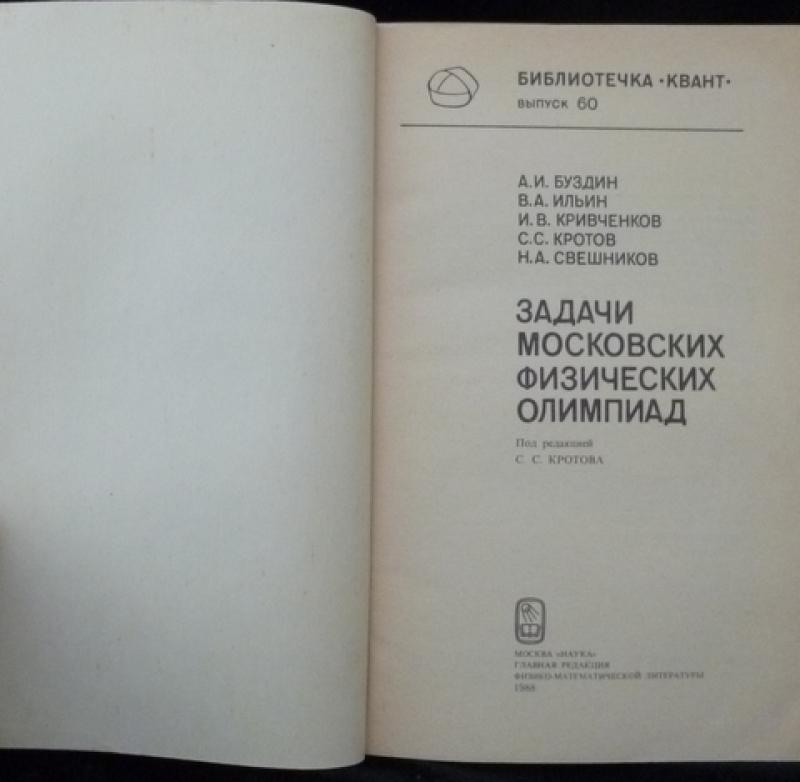 БИБЛИОТЕЧКА •КВАНТ•
ВЫПУСК 60
А.И. БУЗДИН
В.А. ИЛЬИН
И.В. КРИВЧЕНКОВ
С.С. КРОТОВ
Н.А. СВЕШНИКОВ
ЗАДАЧИ
МОСКОВСКИХ
ФИЗИЧЕСКИХ
ОЛИМПИАД
Под редакцией
С. С. КРОТОВА
МОСКВА «НАУКА»
ГЛАВНАЯ РЕДАКЦИЯ
ФИЗИКО-МАТЕМАТИЧЕСКОЙ ЛИТЕРАТУРЫ
1988